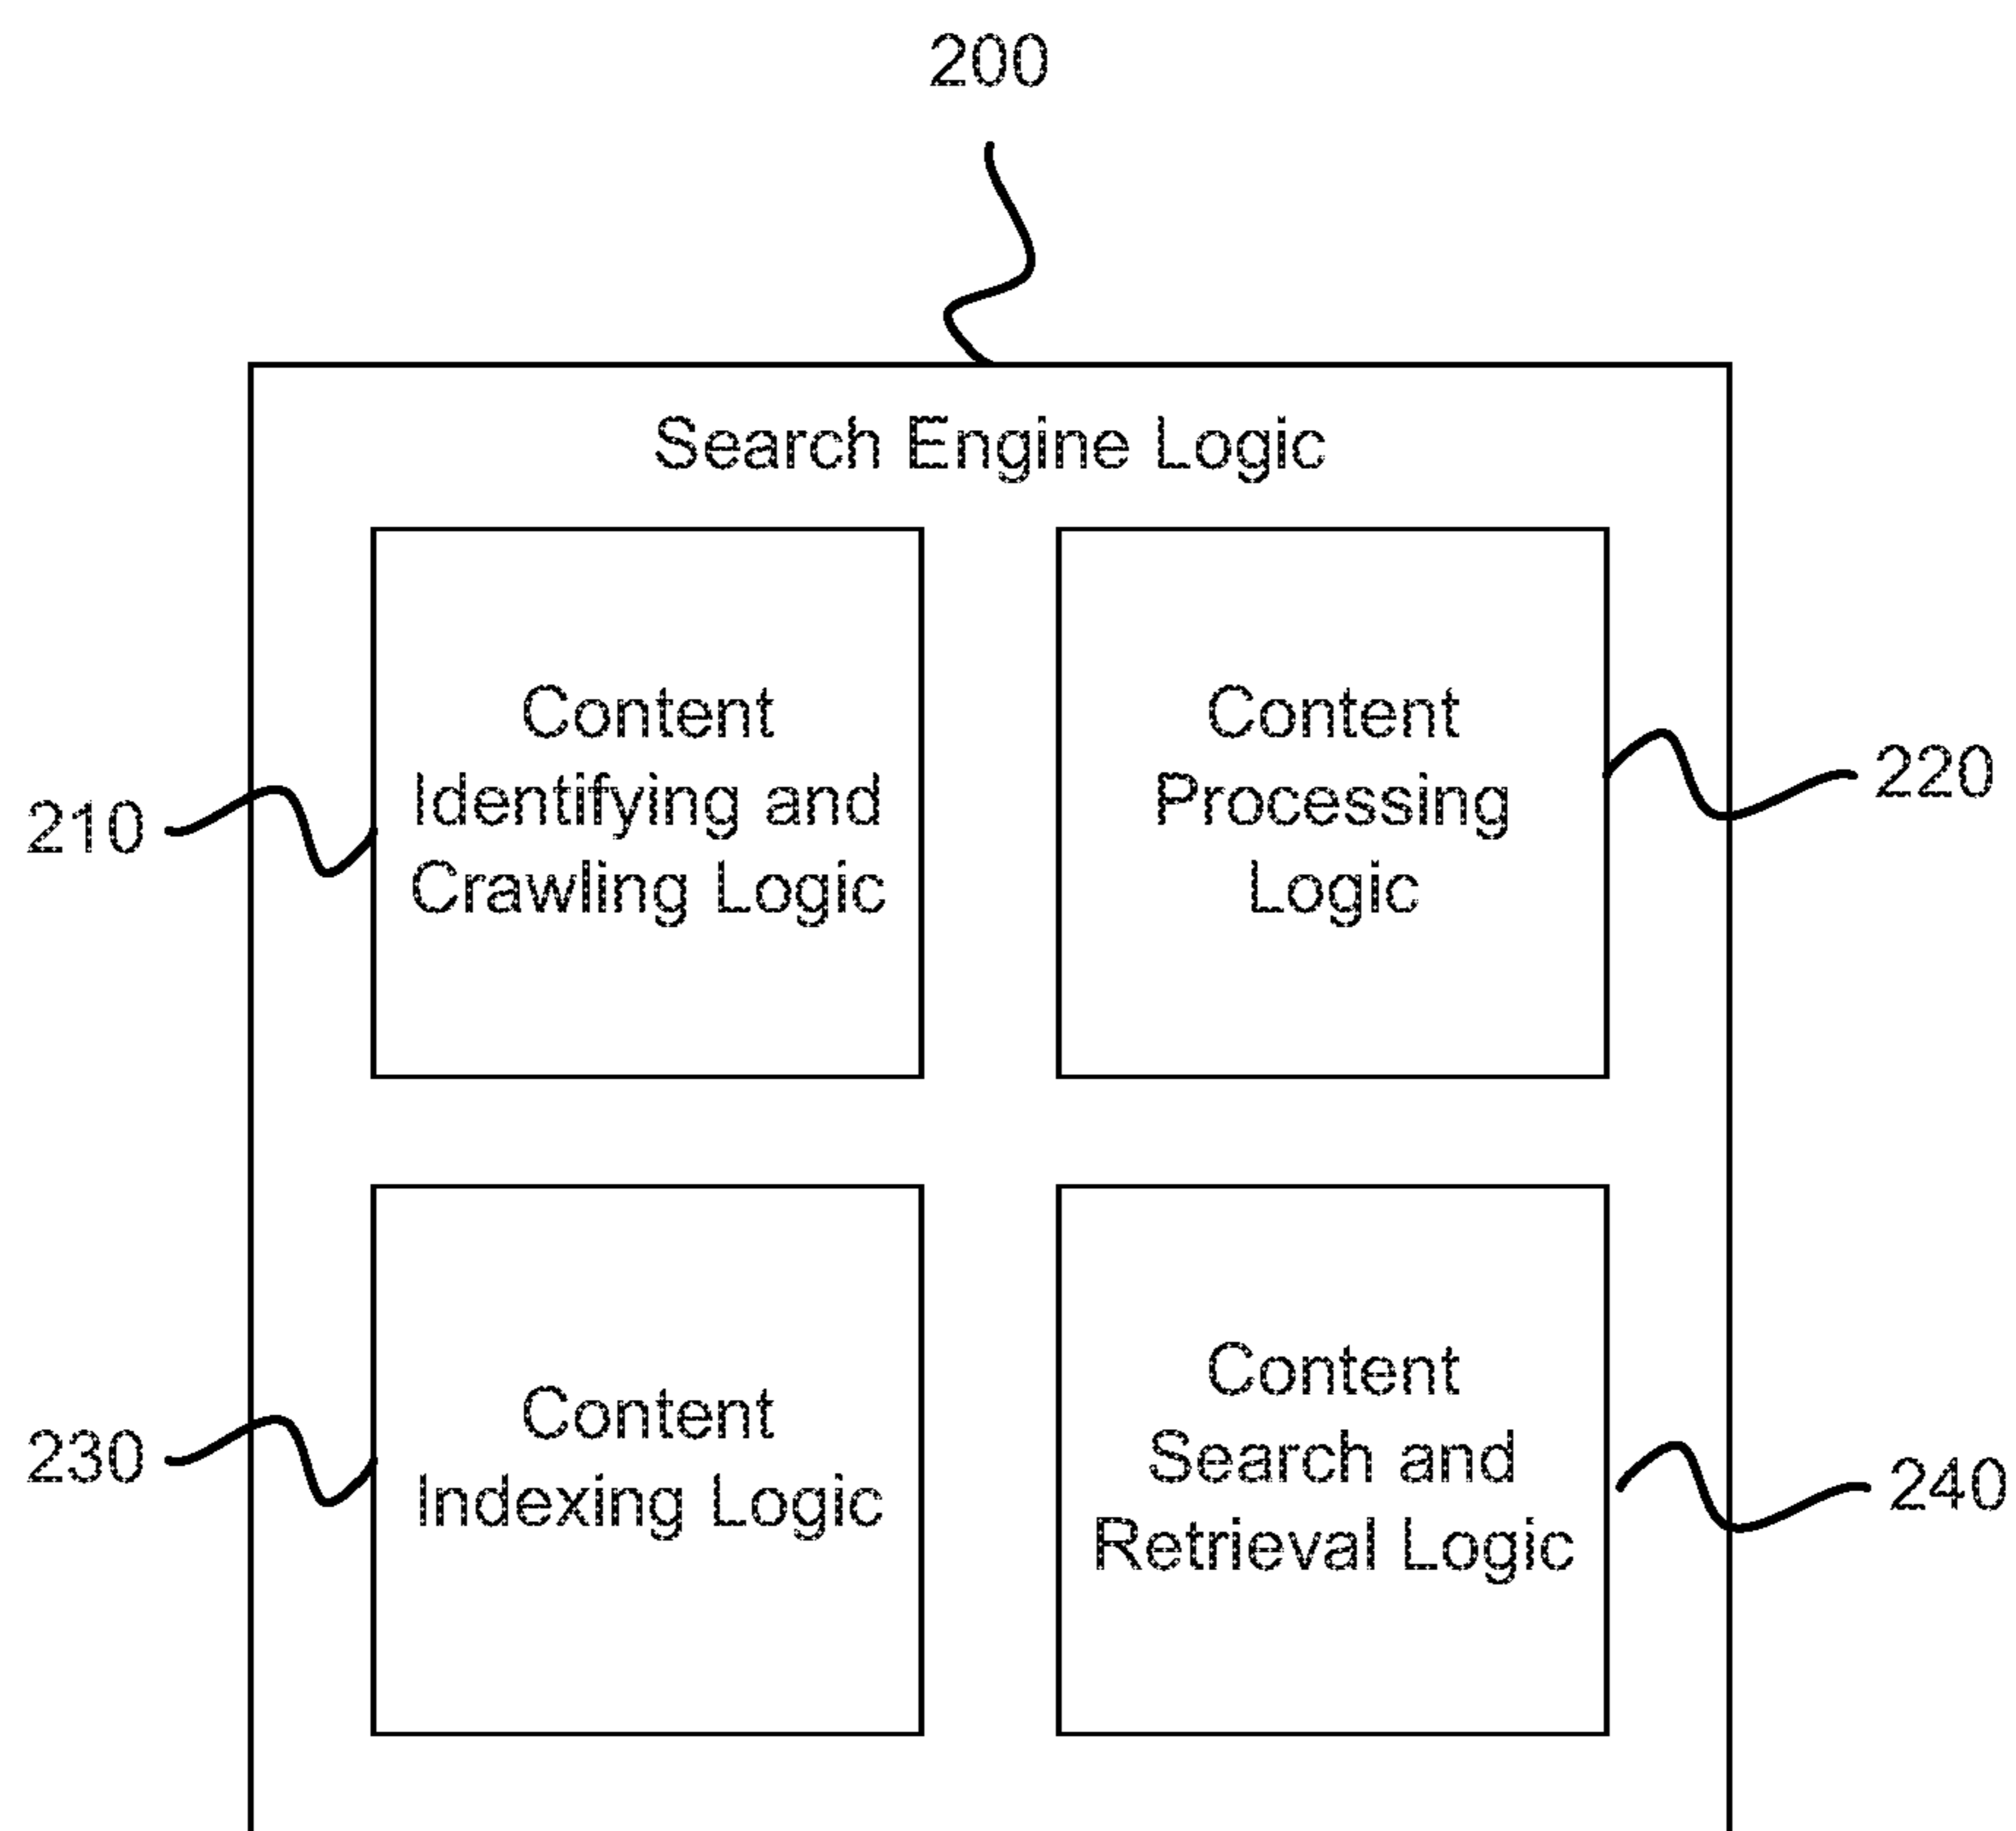 200
Search Engine Logic
Content
Identifying and
Crawling Logic
210
Content
Processing
Logic
220
Content
Indexing Logic
230
Content
Search and
Retrieval Logic
240